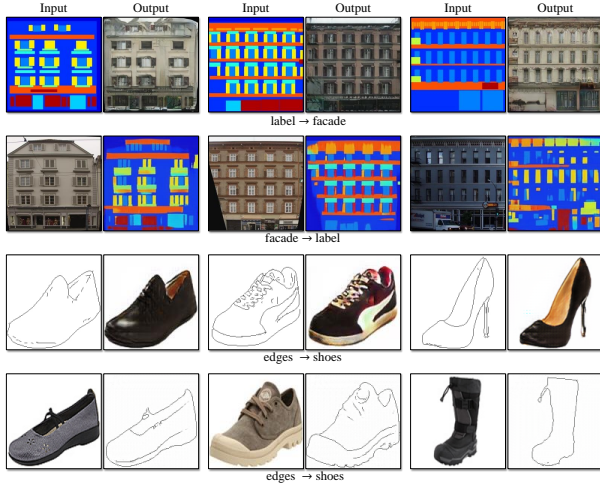 Input Output Input Output Input Output
label → facade
facade → label
edges → shoes
edges → shoes